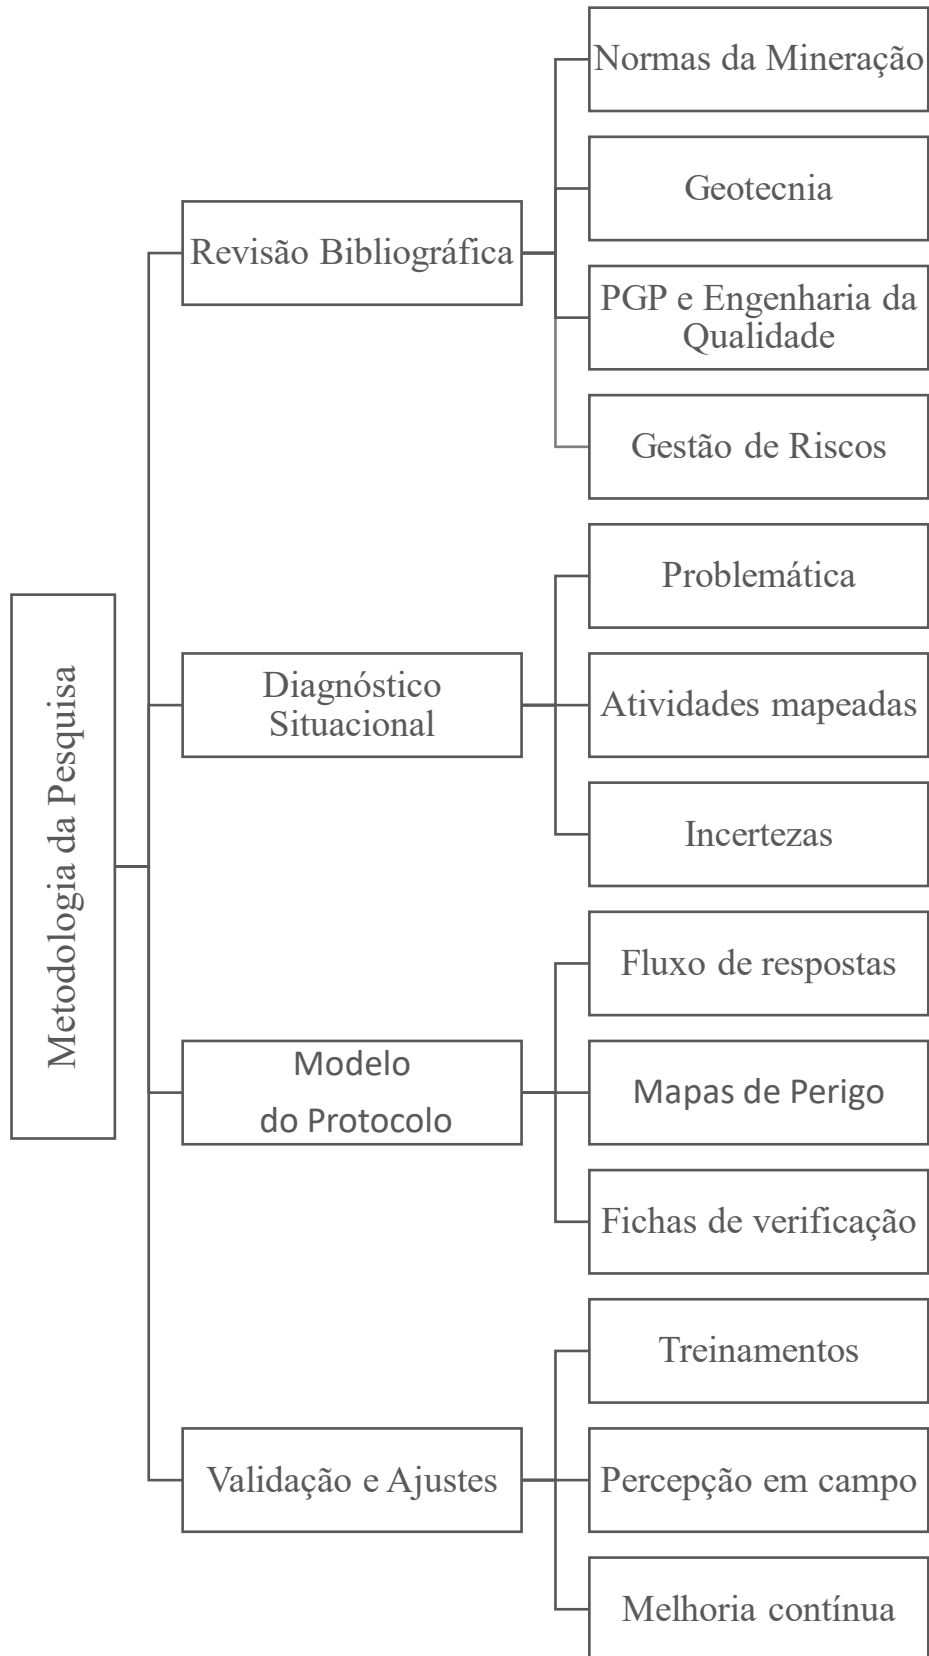 Metodologia da Pesquisa
Revisão Bibliográfica
Normas da Mineração
Geotecnia
PGP e Engenharia da
Qualidade
Gestão de Riscos
Diagnóstico
Situacional
Problemática
Atividades mapeadas
Incertezas
Modelo
do Protocolo
Fluxo de respostas
Mapas de Perigo
Fichas de verificação
Validação e Ajustes
Treinamentos
Percepção em campo
Melhoria contínua